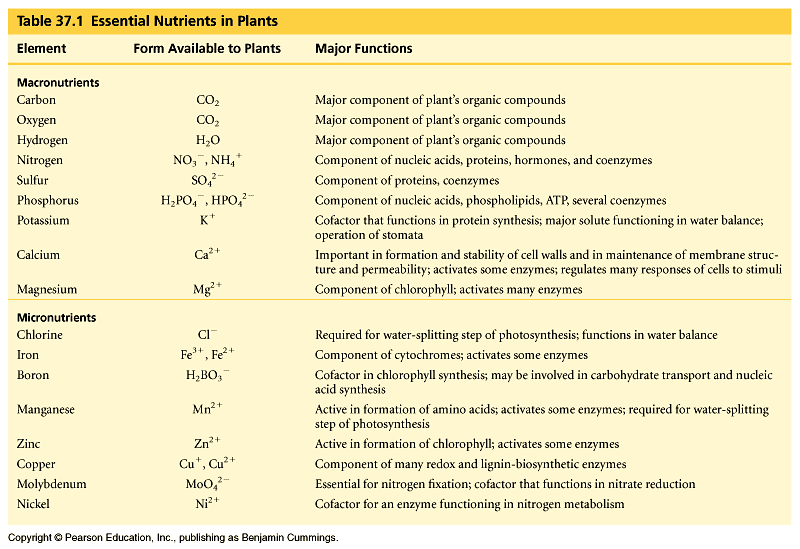 Table 37.1 Essential Nutrients in Plants
Element Form Available to Plants Major Functions
Macronutrients
Carbon CO₂ Major component of plant's organic compounds
Oxygen CO₂ Major component of plant's organic compounds
Hydrogen H₂O Major component of plant's organic compounds
Nitrogen NO₃⁻, NH₄⁺ Component of nucleic acids, proteins, hormones, and coenzymes
Sulfur SO₄²⁻ Component of proteins, coenzymes
Phosphorus H₂PO₄⁻, HPO₄²⁻ Component of nucleic acids, phospholipids, ATP, several coenzymes
Potassium K⁺ Cofactor that functions in protein synthesis; major solute functioning in water balance;
operation of stomata
Calcium Ca²⁺ Important in formation and stability of cell walls and in maintenance of membrane struc-
ture and permeability; activates some enzymes; regulates many responses of cells to stimuli
Magnesium Mg²⁺ Component of chlorophyll; activates many enzymes
Micronutrients
Chlorine Cl⁻ Required for water-splitting step of photosynthesis; functions in water balance
Iron Fe³⁺, Fe²⁺ Component of cytochromes; activates some enzymes
Boron H₂BO₃⁻ Cofactor in chlorophyll synthesis; may be involved in carbohydrate transport and nucleic
acid synthesis
Manganese Mn²⁺ Active in formation of amino acids; activates some enzymes; required for water-splitting
step of photosynthesis
Zinc Zn²⁺ Active in formation of chlorophyll; activates some enzymes
Copper Cu⁺, Cu²⁺ Component of many redox and lignin-biosynthetic enzymes
Molybdenum MoO₄²⁻ Essential for nitrogen fixation; cofactor that functions in nitrate reduction
Nickel Ni²⁺ Cofactor for an enzyme functioning in nitrogen metabolism
Copyright © Pearson Education, Inc., publishing as Benjamin Cummings.